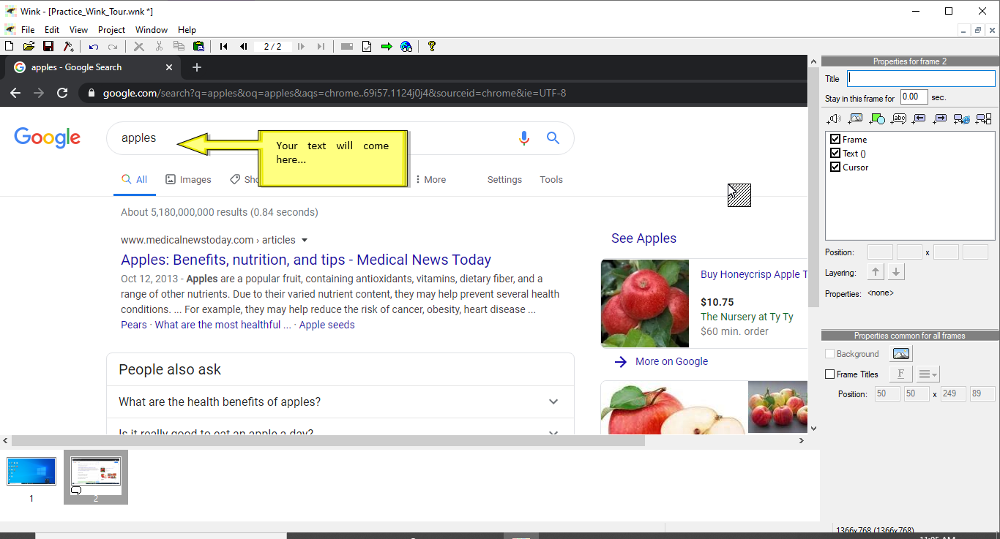 Wink - [Practice_Wink_Tour.wnk *]
File Edit View Project Window Help
2 / 2
apples - Google Search
google.com/search?q=apples&oq=apples&aqs=chrome..69i57.1124j0j4&sourceid=chrome&ie=UTF-8
Google
apples
Your text will come
here...
All Images Sho More Settings Tools
About 5,180,000,000 results (0.84 seconds)
www.medicalnewstoday.com › articles
Apples: Benefits, nutrition, and tips - Medical News Today
Oct 12, 2013 - Apples are a popular fruit, containing antioxidants, vitamins, dietary fiber, and a
range of other nutrients. Due to their varied nutrient content, they may help prevent several health
conditions. ... For example, they may help reduce the risk of cancer, obesity, heart disease ...
Pears · What are the most healthful ... · Apple seeds
People also ask
What are the health benefits of apples?
Is it really good to eat an apple a day?
See Apples
Buy Honeycrisp Apple T
$10.75
The Nursery at Ty Ty
$60 min. order
More on Google
1
2
Properties for frame 2
Title
Stay in this frame for 0.00 sec.
abc
Frame
Text ()
Cursor
Position: x
Layering:
Properties: <none>
Properties common for all frames
Background
Frame Titles F
Position: 50 50 x 249 89
1366x768 (1366x768)
11:05 AM